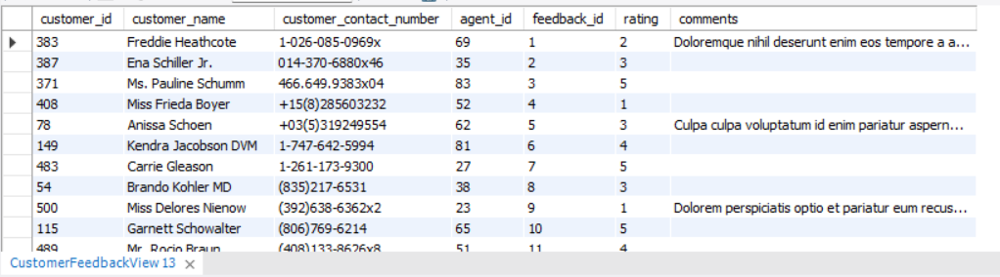 customer_id customer_name customer_contact_number agent_id feedback_id rating comments
383 Freddie Heathcote 1-026-085-0969x 69 1 2 Doloremque nihil deserunt enim eos tempore a a...
387 Ena Schiller Jr. 014-370-6880x46 35 2 3
371 Ms. Pauline Schumm 466.649.9383x04 83 3 5
408 Miss Frieda Boyer +15(8)285603232 52 4 1
78 Anissa Schoen +03(5)319249554 62 5 3 Culpa culpa voluptatum id enim pariatur aspern...
149 Kendra Jacobson DVM 1-747-642-5994 81 6 4
483 Carrie Gleason 1-261-173-9300 27 7 5
54 Brando Kohler MD (835)217-6531 38 8 3
500 Miss Delores Nienow (392)638-6362x2 23 9 1 Dolorem perspiciatis optio et pariatur eum recus...
115 Garnett Schowalter (806)769-6214 65 10 5
489 Mr. Rocio Braun (408)133-8626x8 51 11 4
CustomerFeedbackView 13